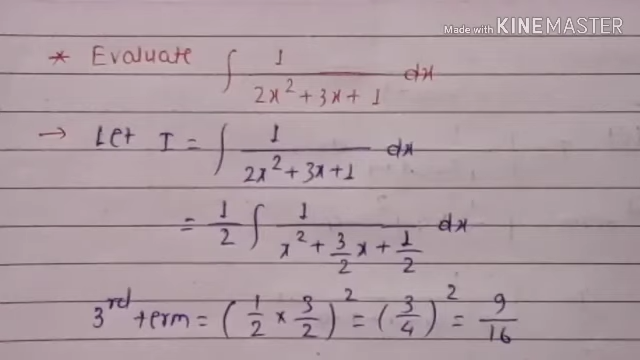 Made with KINEMASTER
* Evaluate ∫ 1/(2x² + 3x + 1) dx
→ Let I = ∫ 1/(2x² + 3x + 1) dx
= 1/2 ∫ 1/(x² + 3/2 x + 1/2) dx
3rd term = (1/2 × 3/2)² = (3/4)² = 9/16